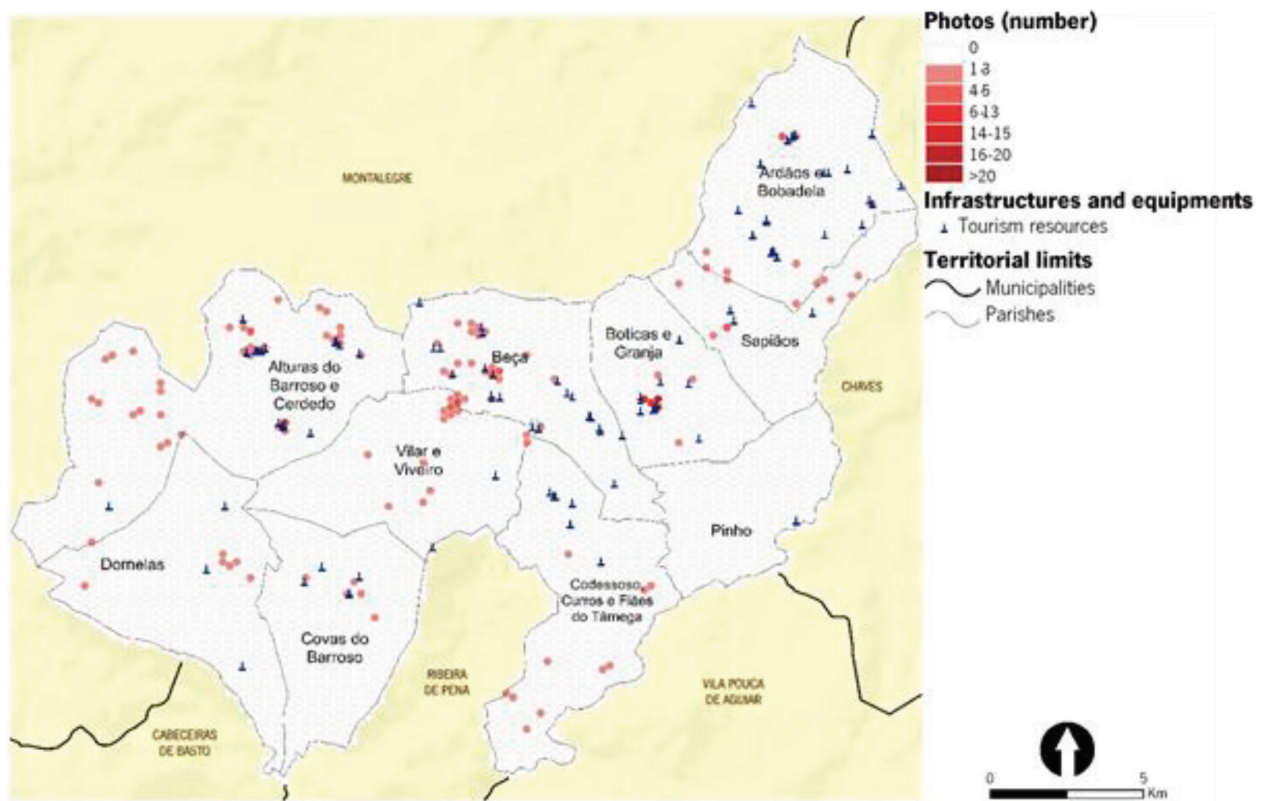 Photos (number)
0
1-3
4-5
6-13
14-15
16-20
>20
Infrastructures and equipments
Tourism resources
Territorial limits
Municipalities
Parishes
MONTALEGRE
Ardãos e
Bobadela
Boticas e
Granja
Sapiãos
Beça
Alturas do
Barroso e
Cerdedo
CHAVES
Vilar e
Viveiro
Pinho
Dornelas
Codessoso,
Curros e Fiães
do Tâmega
Covas do
Barroso
RIBEIRA
DE PENA
VILA POUCA
DE AGUIAR
CABECEIRAS
DE BASTO
0 5
Km